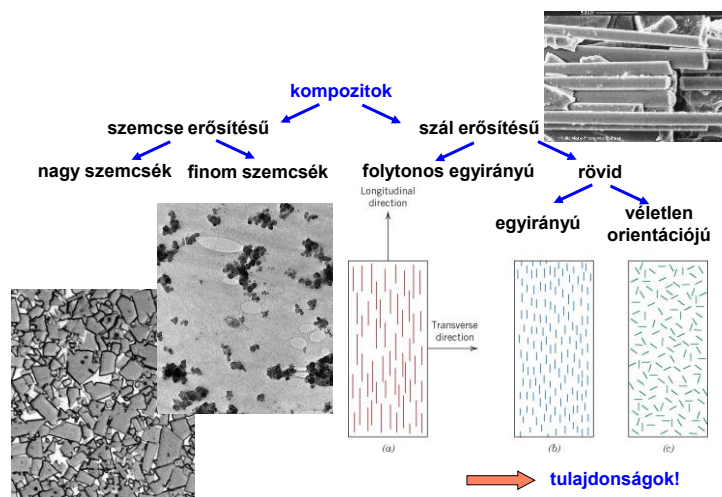 kompozitok
szemcse erősítésű
szál erősítésű
nagy szemcsék
finom szemcsék
folytonos egyirányú
rövid
egyirányú
véletlen
orientációjú
Longitudinal
direction
Transverse
direction
(a)
(b)
(c)
tulajdonságok!